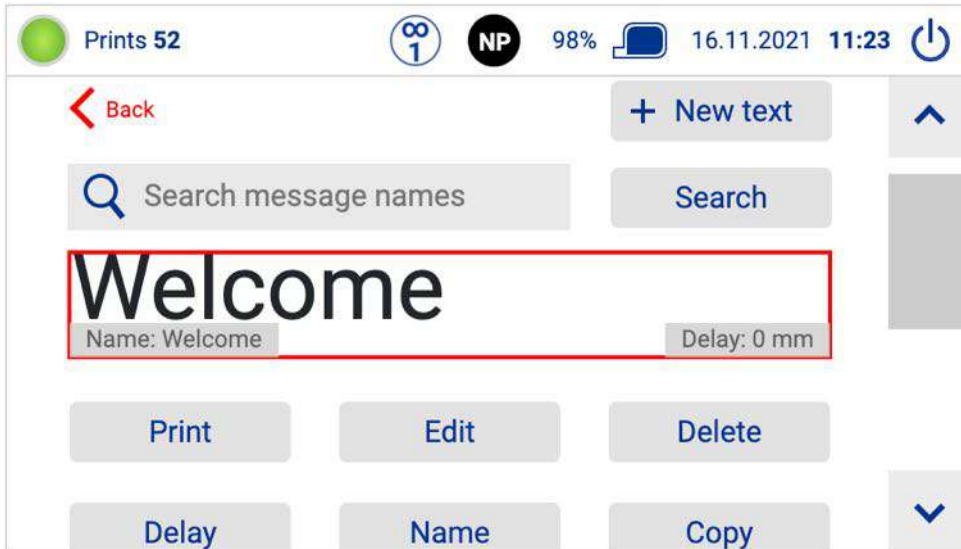 Prints 52 ∞ 1 NP 98% 16.11.2021 11:23
Back + New text
Search message names Search
Welcome
Name: Welcome Delay: 0 mm
Print Edit Delete
Delay Name Copy